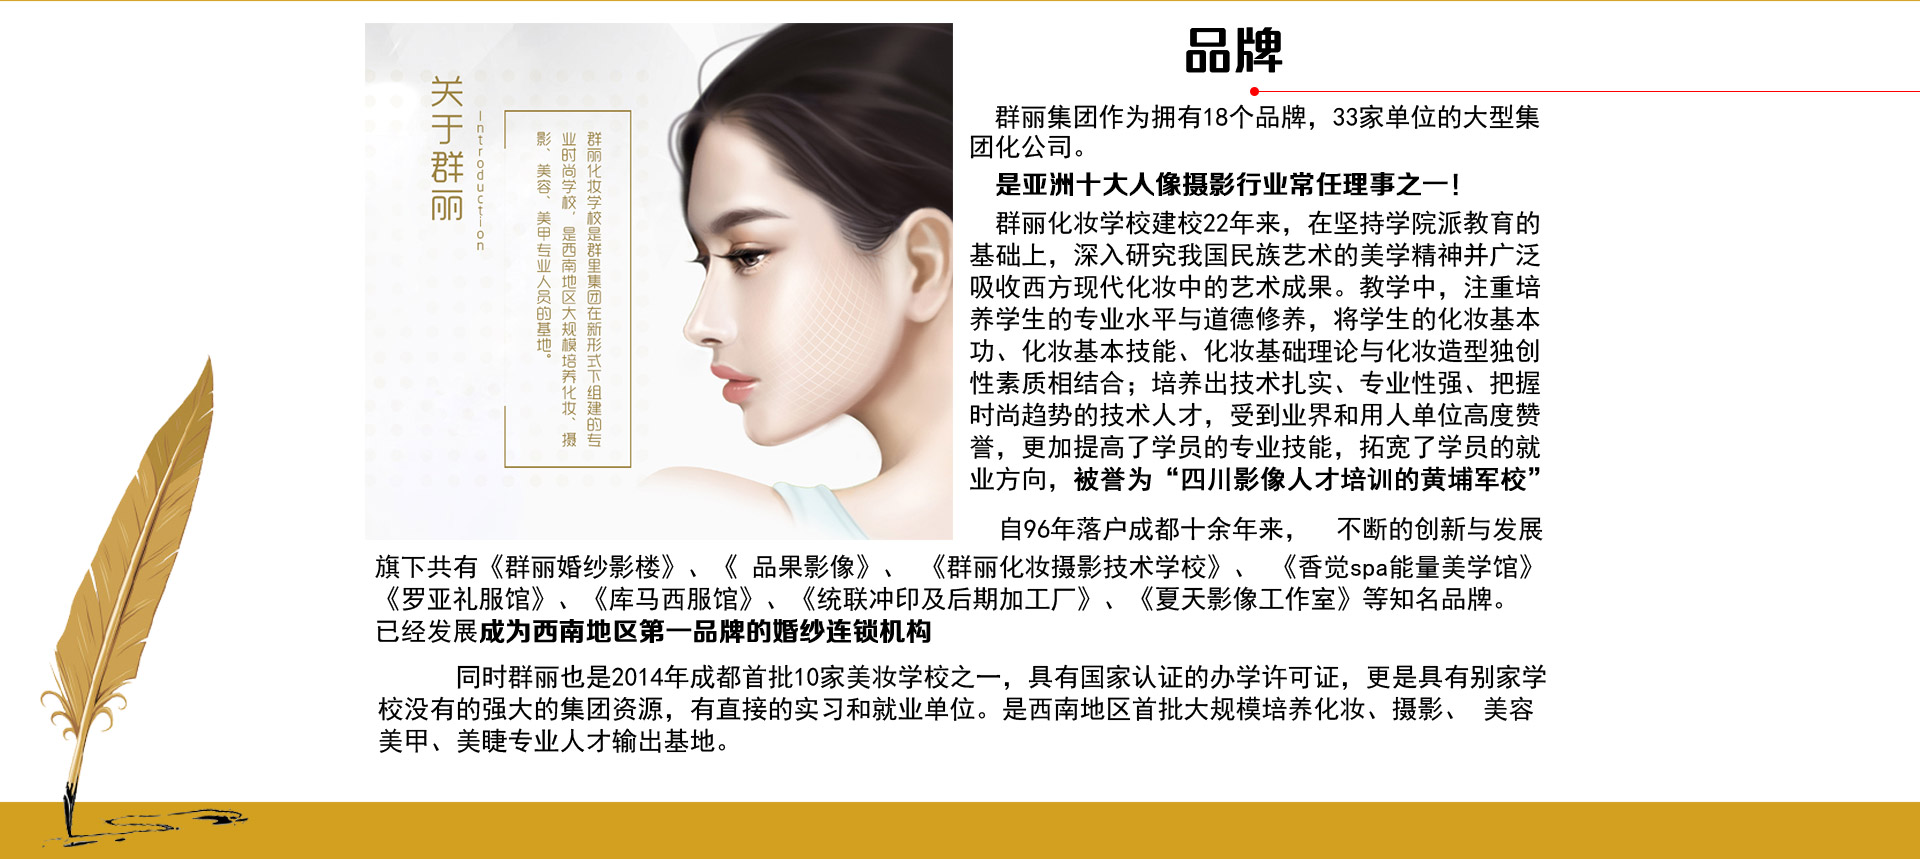 关于群丽
Introduction
群丽化妆学校是群里集团在新形式下组建的专
业时尚学校，是西南地区大规模培养化妆、摄
影、美容、美甲专业人员的基地。
品牌
群丽集团作为拥有18个品牌，33家单位的大型集
团化公司。
是亚洲十大人像摄影行业常任理事之一！
群丽化妆学校建校22年来，在坚持学院派教育的
基础上，深入研究我国民族艺术的美学精神并广泛
吸收西方现代化妆中的艺术成果。教学中，注重培
养学生的专业水平与道德修养，将学生的化妆基本
功、化妆基本技能、化妆基础理论与化妆造型独创
性素质相结合；培养出技术扎实、专业性强、把握
时尚趋势的技术人才，受到业界和用人单位高度赞
誉，更加提高了学员的专业技能，拓宽了学员的就
业方向，被誉为“四川影像人才培训的黄埔军校”
自96年落户成都十余年来， 不断的创新与发展
旗下共有《群丽婚纱影楼》、《 品果影像》、 《群丽化妆摄影技术学校》、 《香觉spa能量美学馆》
《罗亚礼服馆》、《库马西服馆》、《统联冲印及后期加工厂》、《夏天影像工作室》等知名品牌。
已经发展成为西南地区第一品牌的婚纱连锁机构
同时群丽也是2014年成都首批10家美妆学校之一，具有国家认证的办学许可证，更是具有别家学
校没有的强大的集团资源，有直接的实习和就业单位。是西南地区首批大规模培养化妆、摄影、 美容
美甲、美睫专业人才输出基地。